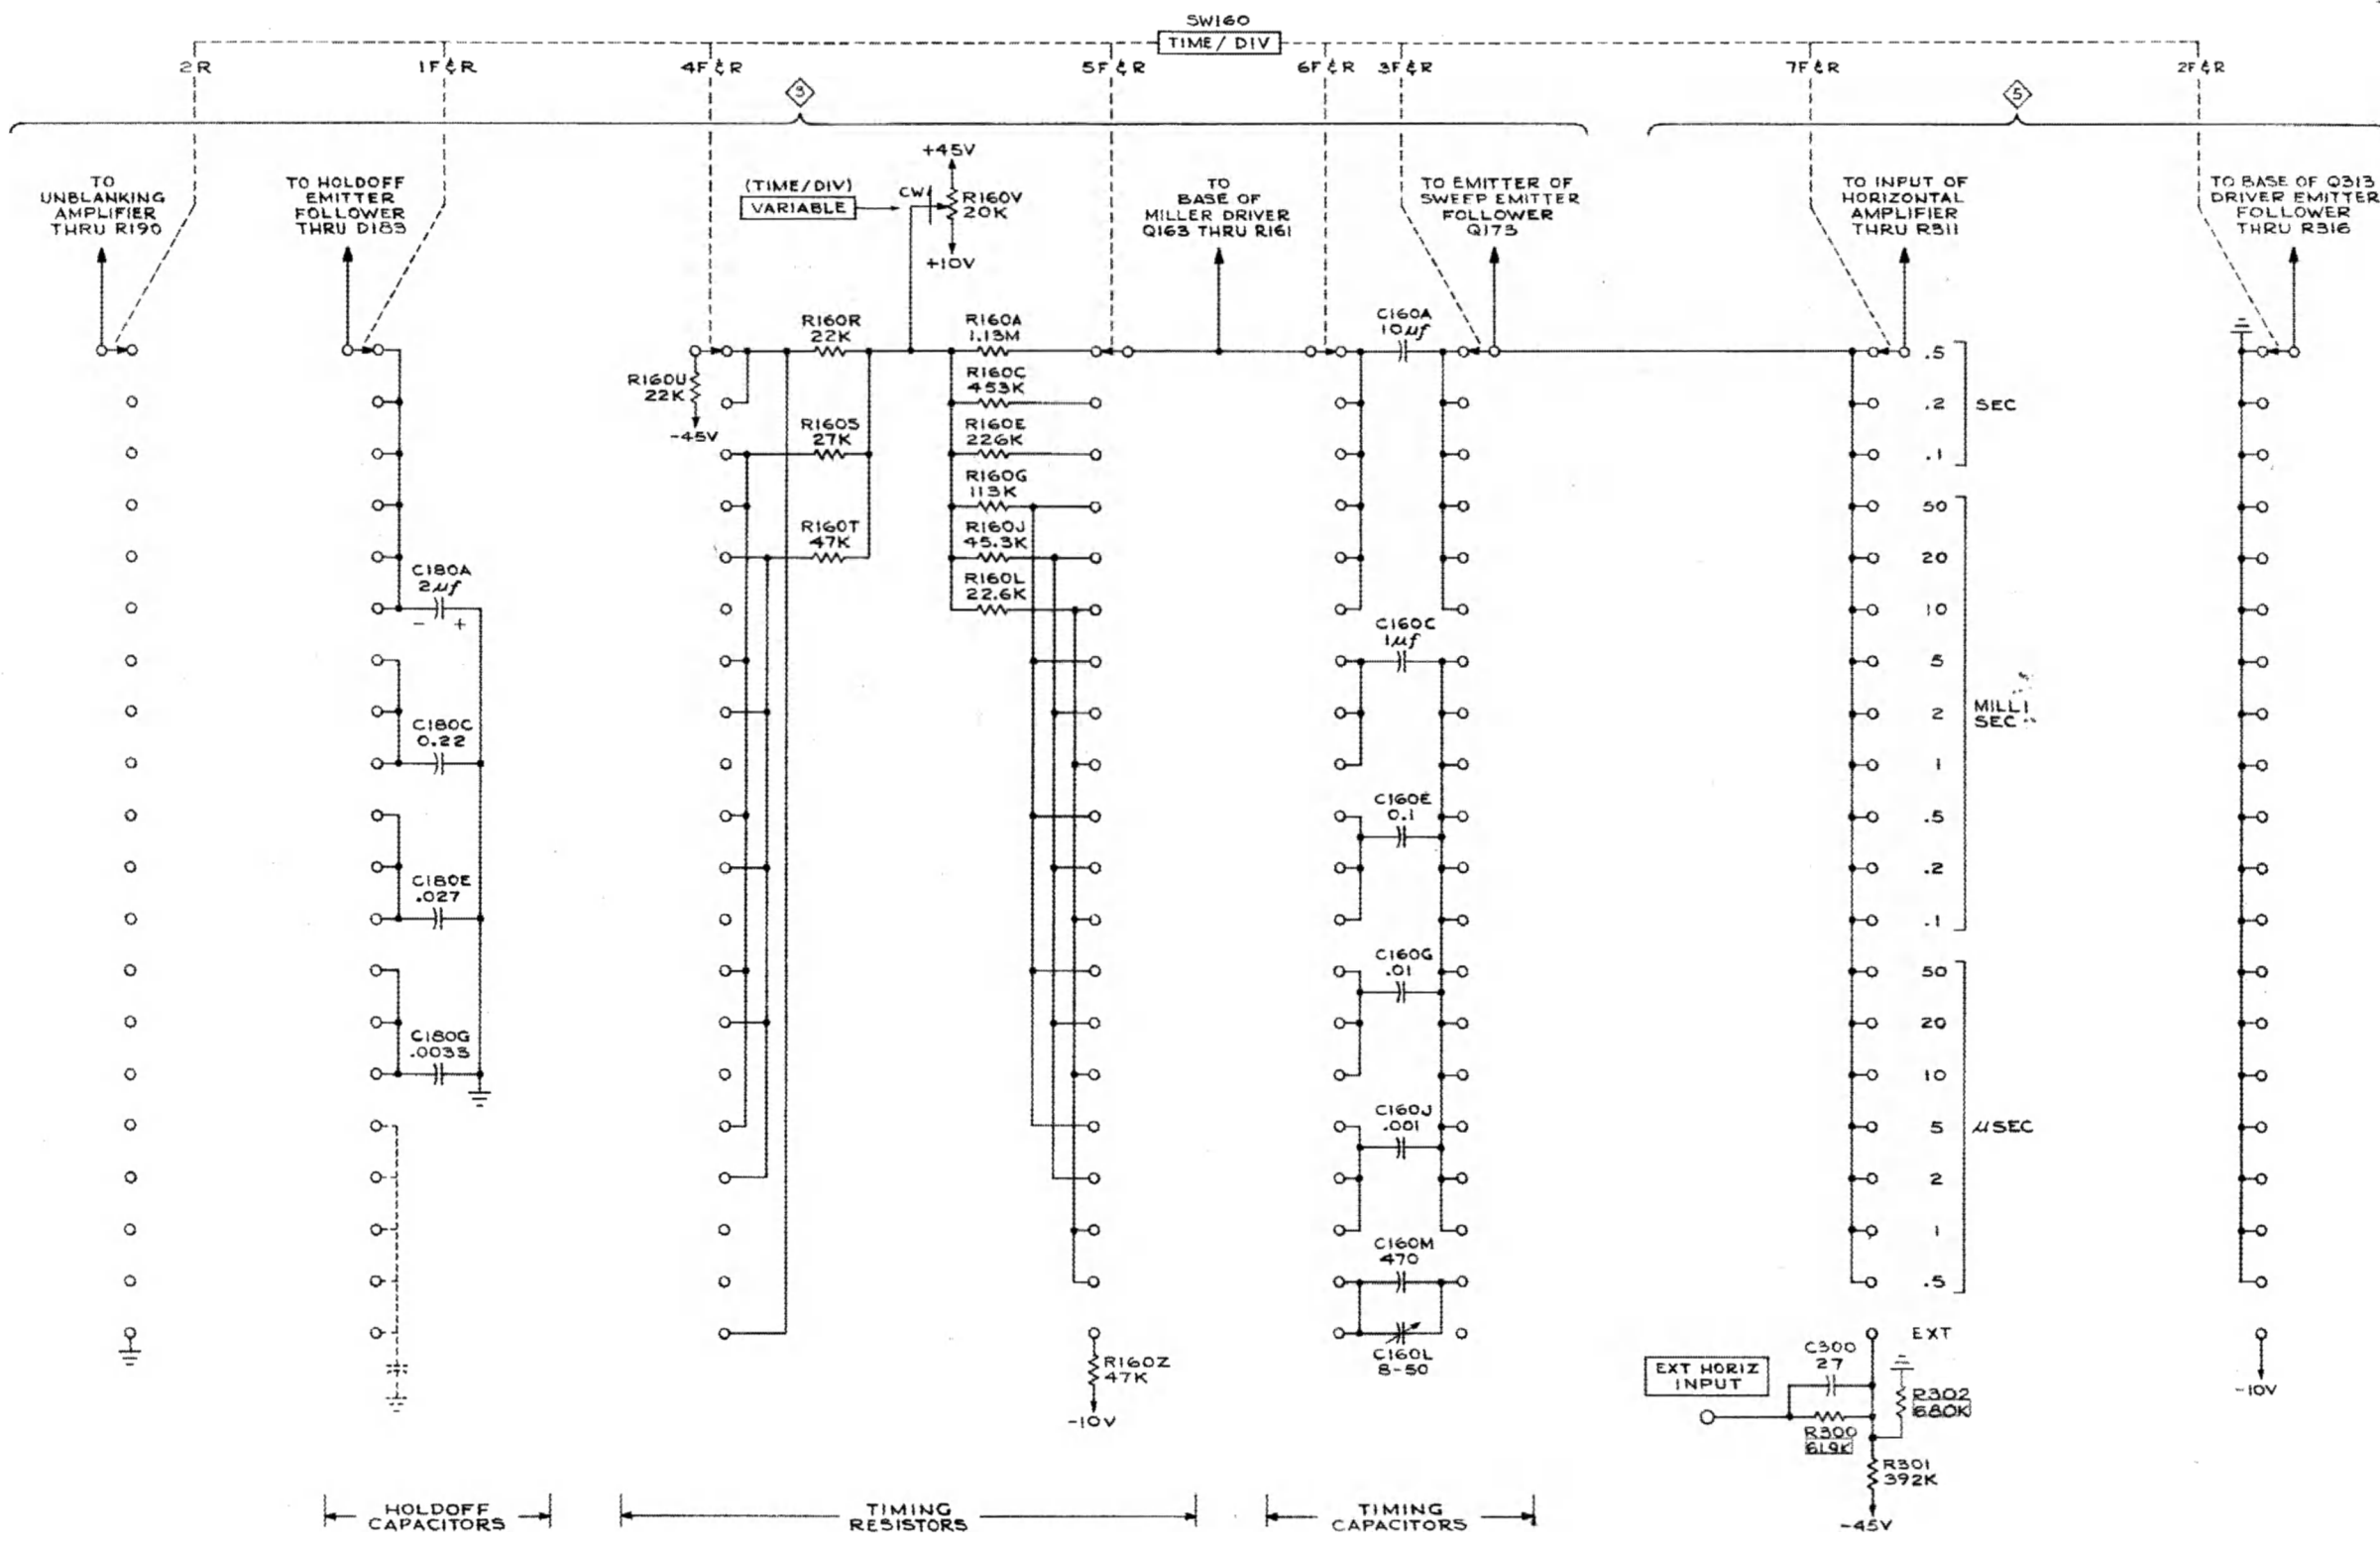 SW160
TIME/DIV
2R
1F&R
4F&R
5F&R
6F&R
3F&R
7F&R
2F&R
3
5
TO
UNBLANKING
AMPLIFIER
THRU R190
TO HOLDOFF
EMITTER
FOLLOWER
THRU D183
(TIME/DIV)
VARIABLE
+45V
CW
R160V
20K
+10V
TO
BASE OF
MILLER DRIVER
Q163 THRU R161
TO EMITTER OF
SWEEP EMITTER
FOLLOWER
Q173
TO INPUT OF
HORIZONTAL
AMPLIFIER
THRU R311
TO BASE OF Q313
DRIVER EMITTER
FOLLOWER
THRU R316
R160U
22K
-45V
R160R
22K
R160S
27K
R160T
47K
R160A
1.13M
R160C
453K
R160E
226K
R160G
113K
R160J
45.3K
R160L
22.6K
C160A
10µf
C160C
1µf
C160E
0.1
C160G
.01
C160J
.001
C160M
470
C160L
8-50
C180A
2µf
- +
C180C
0.22
C180E
.027
C180G
.0033
.5
.2
.1
SEC
50
20
10
5
2
1
.5
.2
.1
MILLI
SEC
50
20
10
5
2
1
.5
µSEC
EXT
R160Z
47K
-10V
EXT HORIZ
INPUT
C300
27
R302
680K
R300
619K
R301
392K
-45V
-10V
HOLDOFF
CAPACITORS
TIMING
RESISTORS
TIMING
CAPACITORS